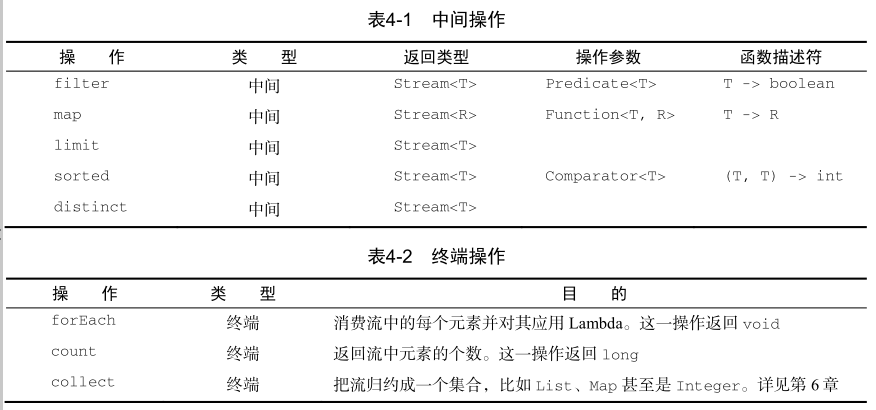 表4-1 中间操作
操 作 类 型 返回类型 操作参数 函数描述符
filter 中间 Stream<T> Predicate<T> T -> boolean
map 中间 Stream<R> Function<T, R> T -> R
limit 中间 Stream<T>
sorted 中间 Stream<T> Comparator<T> (T, T) -> int
distinct 中间 Stream<T>
表4-2 终端操作
操 作 类 型 目 的
forEach 终端 消费流中的每个元素并对其应用 Lambda。这一操作返回 void
count 终端 返回流中元素的个数。这一操作返回 long
collect 终端 把流归约成一个集合，比如 List、Map 甚至是 Integer。详见第 6 章